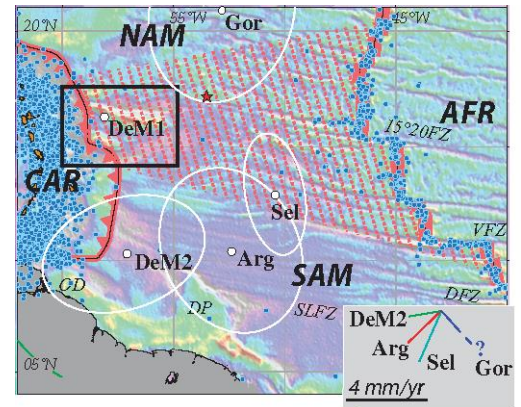 20°N
NAM
55°W
Gor
45°W
AFR
DeM1
15°20FZ
CAR
Sel
VFZ
DeM2
Arg
SAM
DFZ
DP
SLFZ
05°N
DeM2
Arg
Sel
?
Gor
4 mm/yr